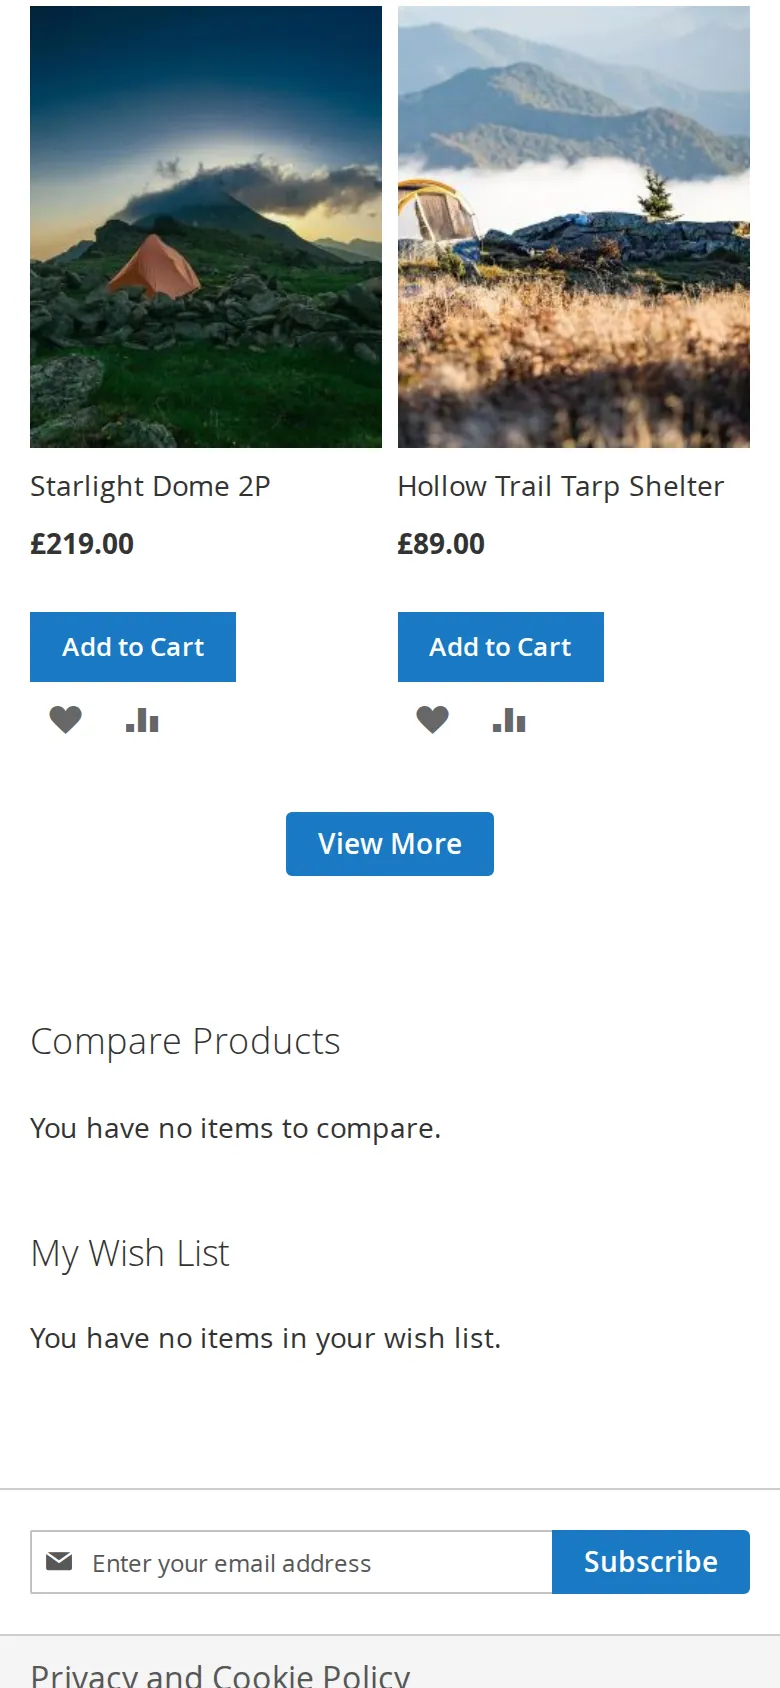 Starlight Dome 2P
£219.00
Add to Cart
Hollow Trail Tarp Shelter
£89.00
Add to Cart
View More
Compare Products
You have no items to compare.
My Wish List
You have no items in your wish list.
Enter your email address
Subscribe
Privacy and Cookie Policy